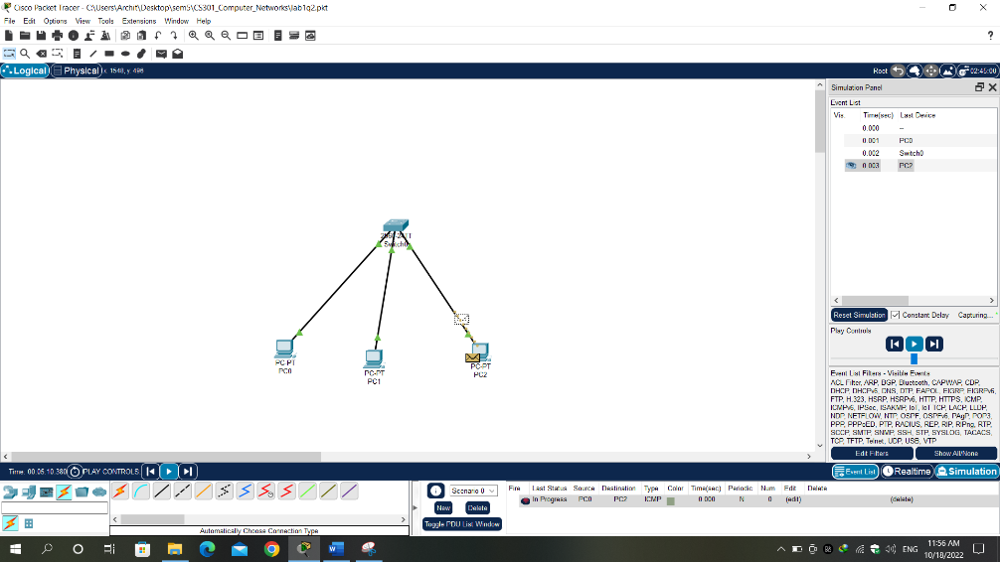 Cisco Packet Tracer - C:\Users\Archit\Desktop\sem5\CS301_Computer_Networks\lab1q2.pkt
File Edit Options View Tools Extensions Window Help
?
Logical Physical x: 1548, y: 496 Root 02:45:00
Simulation Panel
Event List
Vis. Time(sec) Last Device
0.000 --
0.001 PC0
0.002 Switch0
0.003 PC2
Switch0
PC-PT
PC0
PC-PT
PC1
PC-PT
PC2
Reset Simulation Constant Delay Capturing...
Play Controls
Event List Filters - Visible Events
ACL Filter, ARP, BGP, Bluetooth, CAPWAP, CDP,
DHCP, DHCPv6, DNS, DTP, EAPOL, EIGRP, EIGRPv6,
FTP, H.323, HSRP, HSRPv6, HTTP, HTTPS, ICMP,
ICMPv6, IPSec, ISAKMP, IoT, IoT TCP, LACP, LLDP,
NDP, NETFLOW, NTP, OSPF, OSPFv6, PAgP, POP3,
PPP, PPPoED, PTP, RADIUS, REP, RIP, RIPng, RTP,
SCCP, SMTP, SNMP, SSH, STP, SYSLOG, TACACS,
TCP, TFTP, Telnet, UDP, USB, VTP
Edit Filters Show All/None
Time: 00:05:10.380 PLAY CONTROLS Event List Realtime Simulation
Scenario 0
New Delete
Toggle PDU List Window
Fire Last Status Source Destination Type Color Time(sec) Periodic Num Edit Delete
In Progress PC0 PC2 ICMP 0.000 N 0 (edit) (delete)
Automatically Choose Connection Type
ENG
11:56 AM
10/18/2022